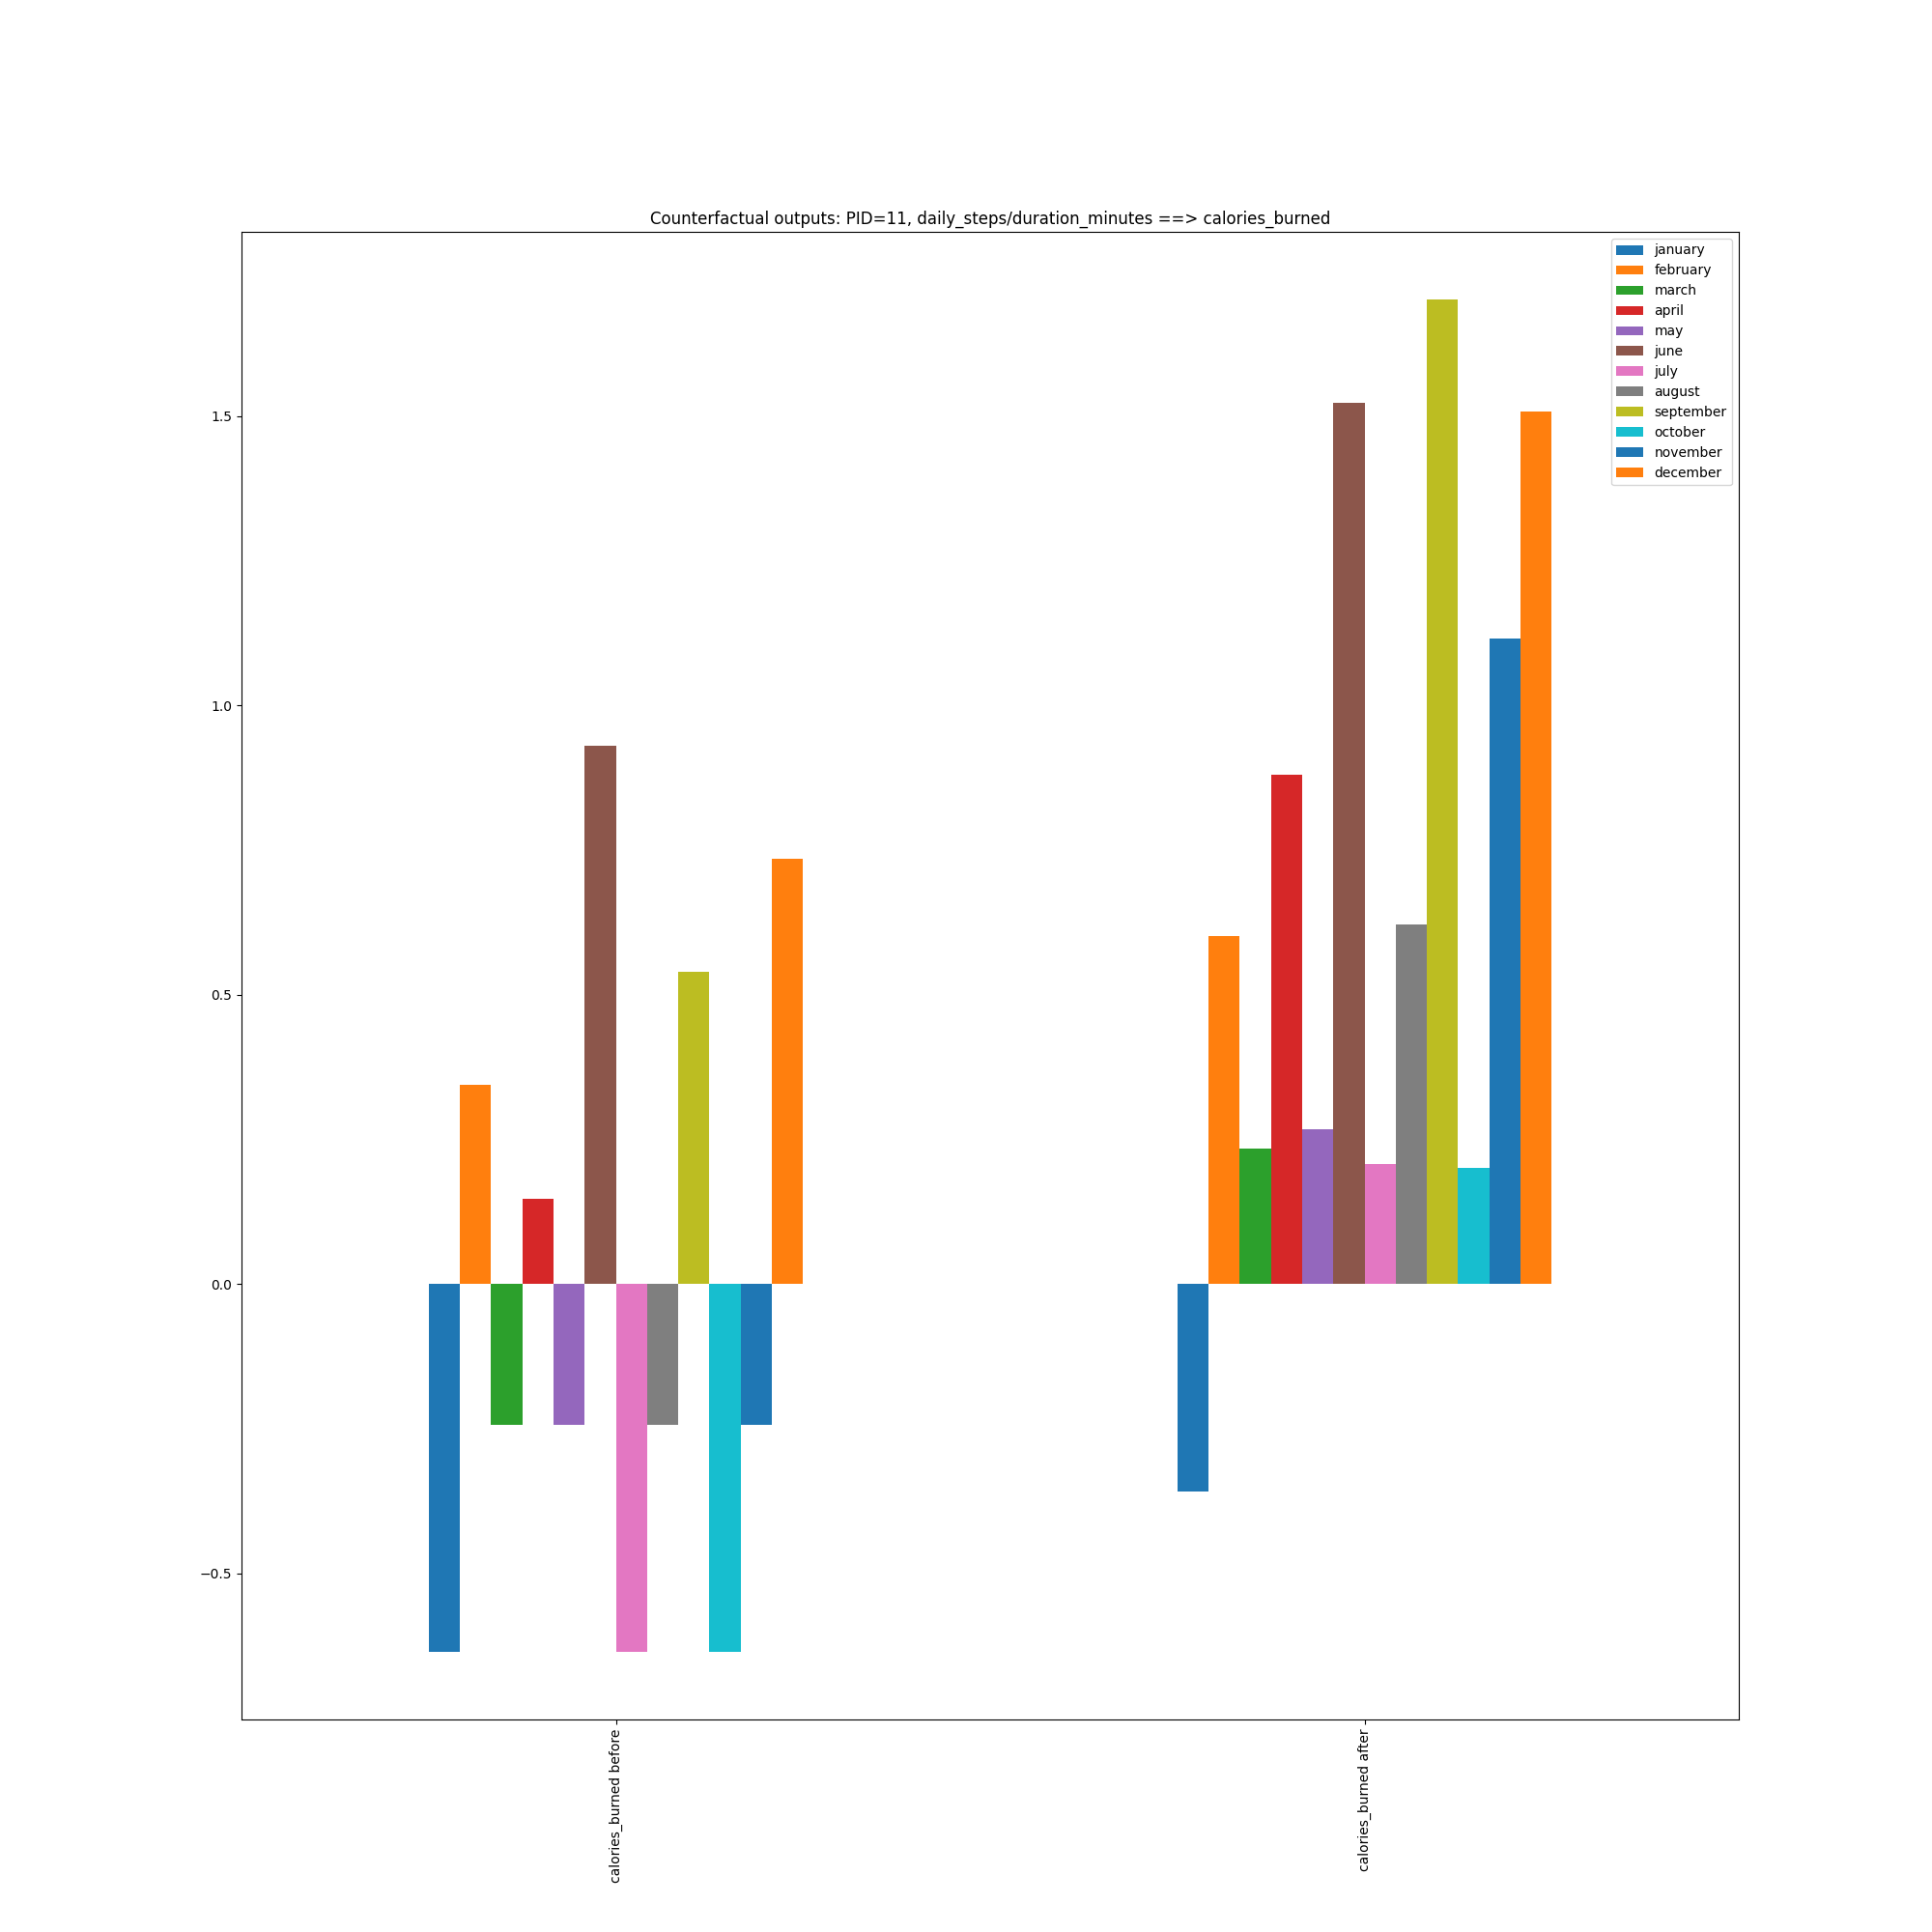 Counterfactual outputs: PID=11, daily_steps/duration_minutes ==> calories_burned
january
february
march
april
may
june
july
august
september
october
november
december
1.5
1.0
0.5
0.0
−0.5
calories_burned before
calories_burned after